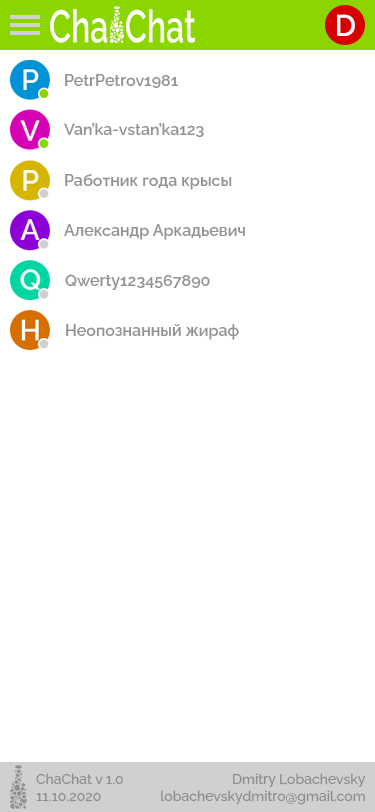 ChaChat
D
P PetrPetrov1981
V Van'ka-vstan'ka123
P Работник года крысы
A Александр Аркадьевич
Q Qwerty1234567890
H Неопознанный жираф
ChaChat v 1.0
11.10.2020
Dmitry Lobachevsky
lobachevskydmitro@gmail.com